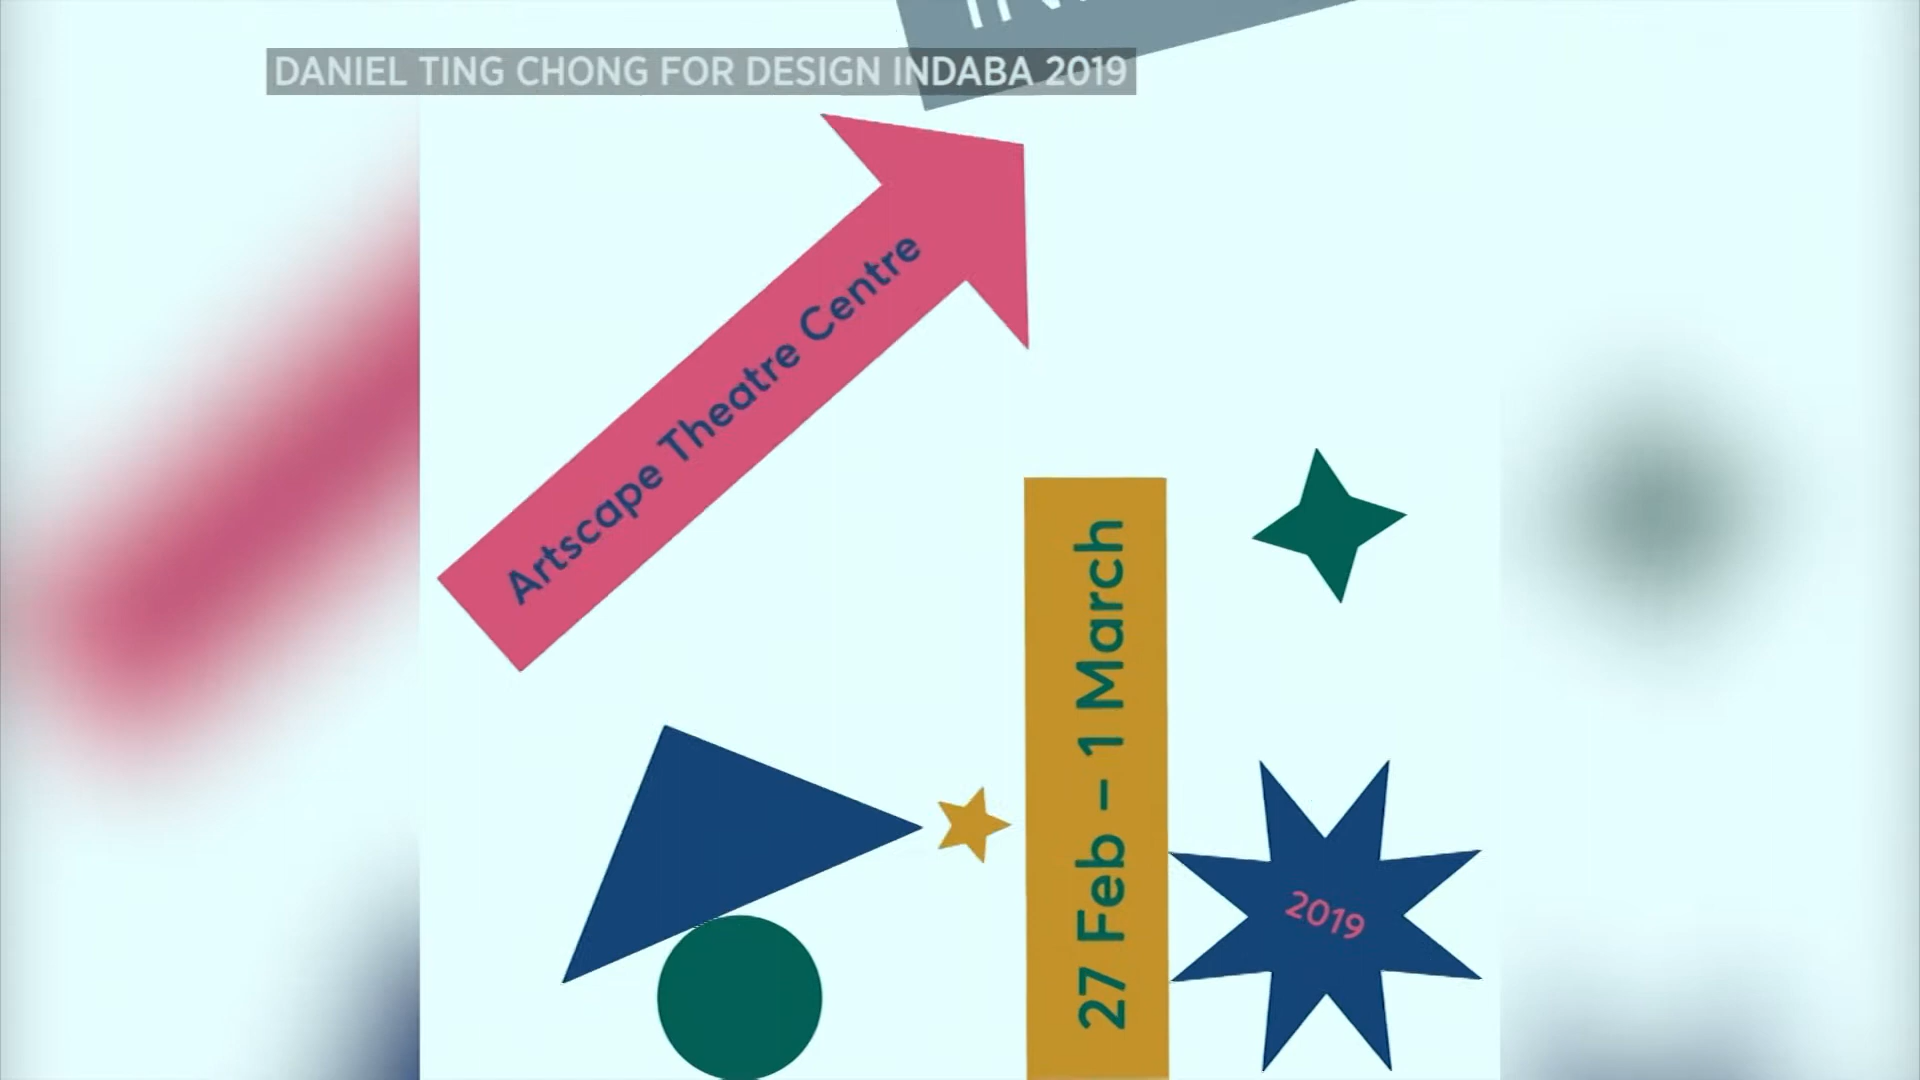 DANIEL TING CHONG FOR DESIGN INDABA 2019
Artscape Theatre Centre
27 Feb – 1 March
2019